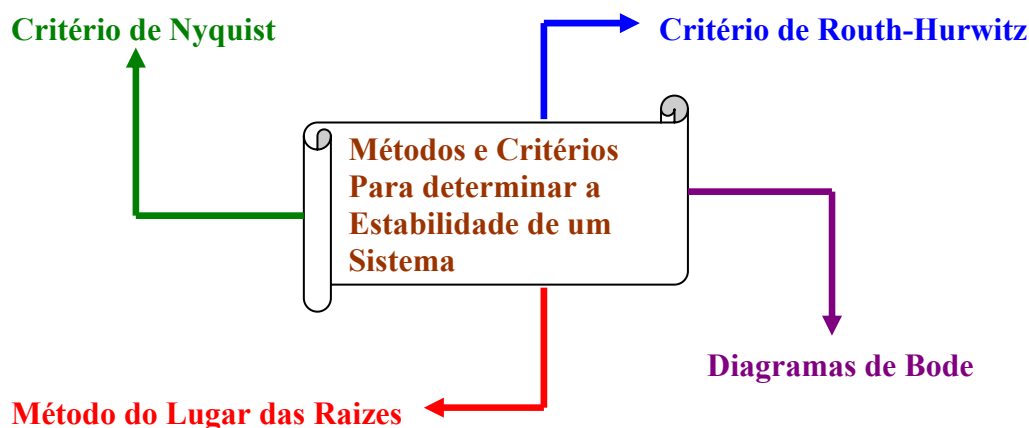 Critério de Nyquist
Critério de Routh-Hurwitz
Métodos e Critérios
Para determinar a
Estabilidade de um
Sistema
Diagramas de Bode
Método do Lugar das Raizes